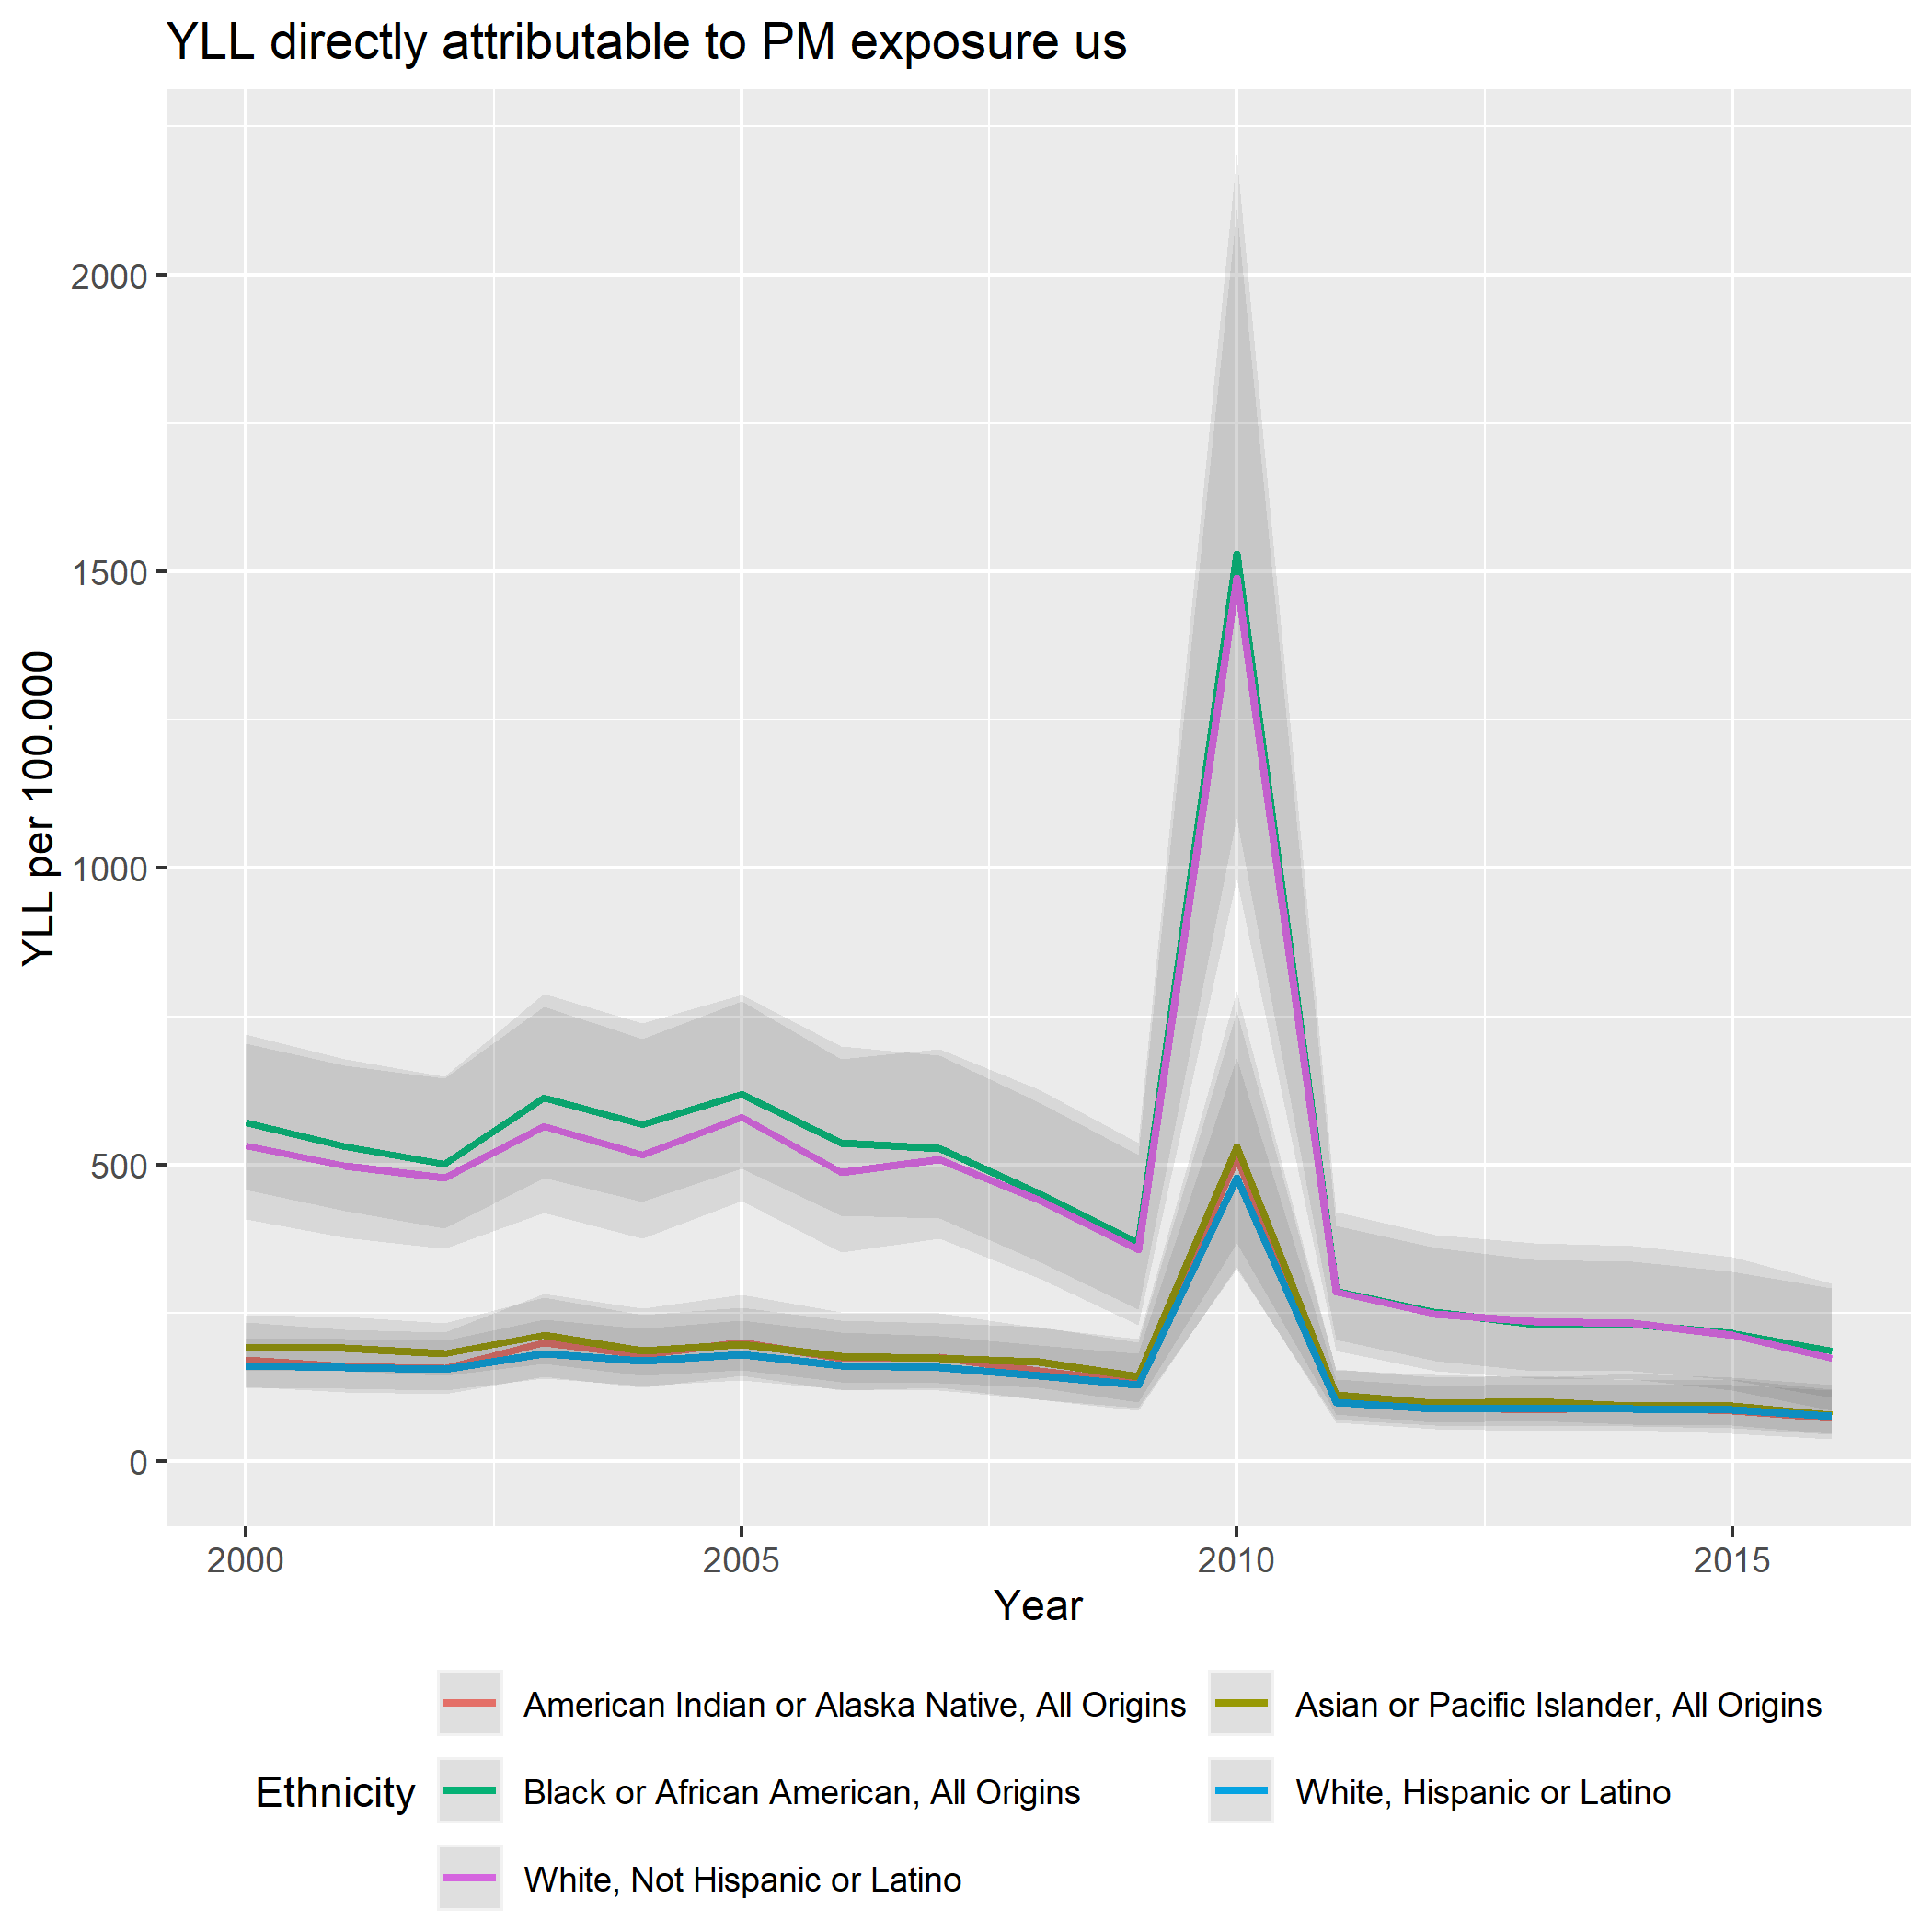 YLL directly attributable to PM exposure us
YLL per 100.000
2000
1500
1000
500
0
2000 2005 2010 2015
Year
Ethnicity
American Indian or Alaska Native, All Origins
Asian or Pacific Islander, All Origins
Black or African American, All Origins
White, Hispanic or Latino
White, Not Hispanic or Latino